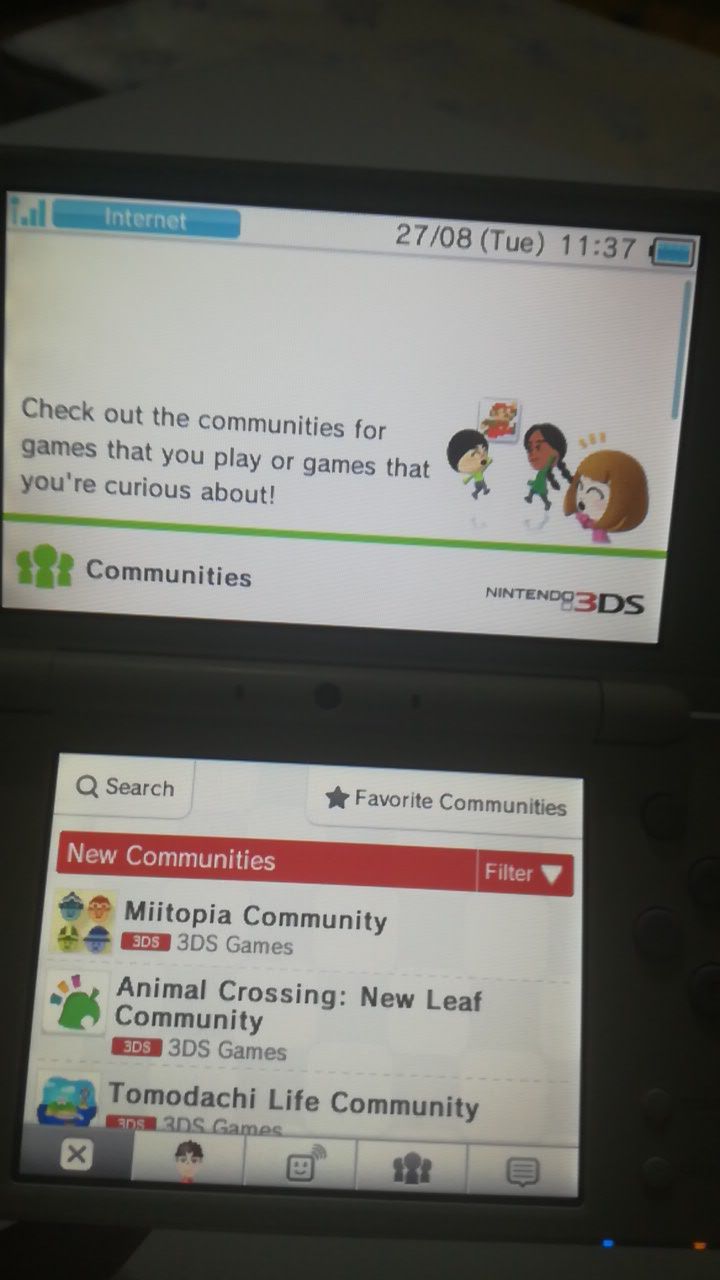 Internet
27/08 (Tue) 11:37
Check out the communities for
games that you play or games that
you're curious about!
Communities
NINTENDO 3DS
Search
Favorite Communities
New Communities
Filter
Miitopia Community
3DS 3DS Games
Animal Crossing: New Leaf
Community
3DS 3DS Games
Tomodachi Life Community
3DS 3DS Games